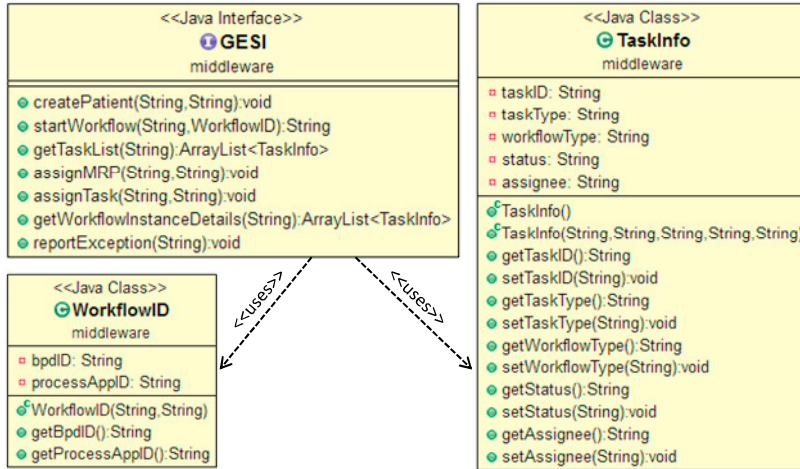 <<Java Interface>>
GESI
middleware
createPatient(String,String):void
startWorkflow(String,WorkflowID):String
getTaskList(String):ArrayList<TaskInfo>
assignMRP(String,String):void
assignTask(String,String):void
getWorkflowInstanceDetails(String):ArrayList<TaskInfo>
reportException(String):void
<<uses>>
<<uses>>
<<Java Class>>
WorkflowID
middleware
bpdID: String
processAppID: String
WorkflowID(String,String)
getBpdID():String
getProcessAppID():String
<<Java Class>>
TaskInfo
middleware
taskID: String
taskType: String
workflowType: String
status: String
assignee: String
TaskInfo()
TaskInfo(String,String,String,String,String)
getTaskID():String
setTaskID(String):void
getTaskType():String
setTaskType(String):void
getWorkflowType():String
setWorkflowType(String):void
getStatus():String
setStatus(String):void
getAssignee():String
setAssignee(String):void